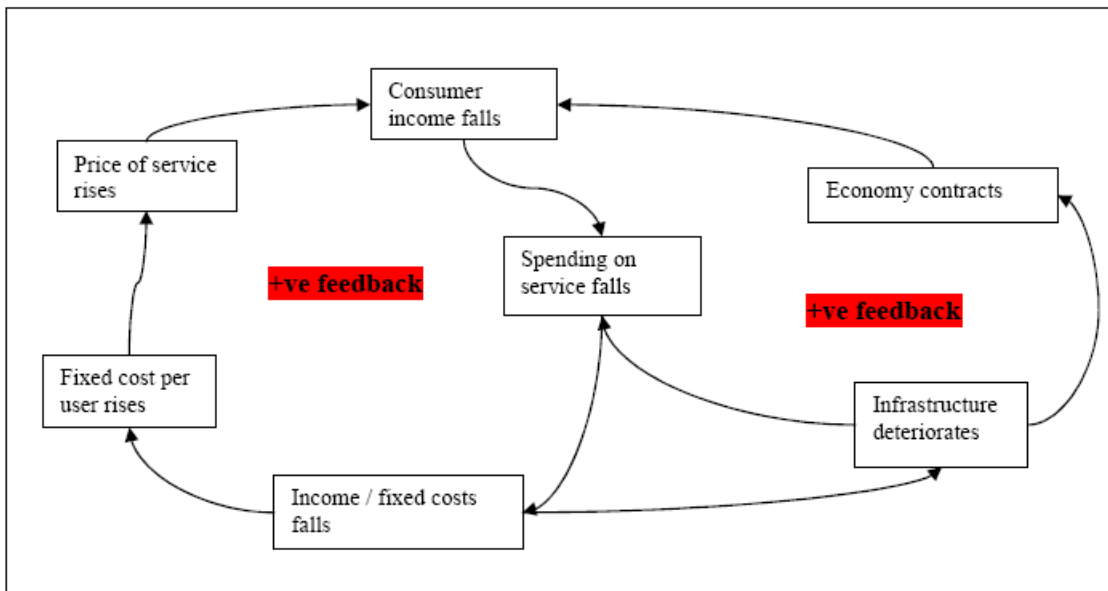 Consumer
income falls
Price of service
rises
Economy contracts
Spending on
service falls
+ve feedback
+ve feedback
Fixed cost per
user rises
Infrastructure
deteriorates
Income / fixed costs
falls